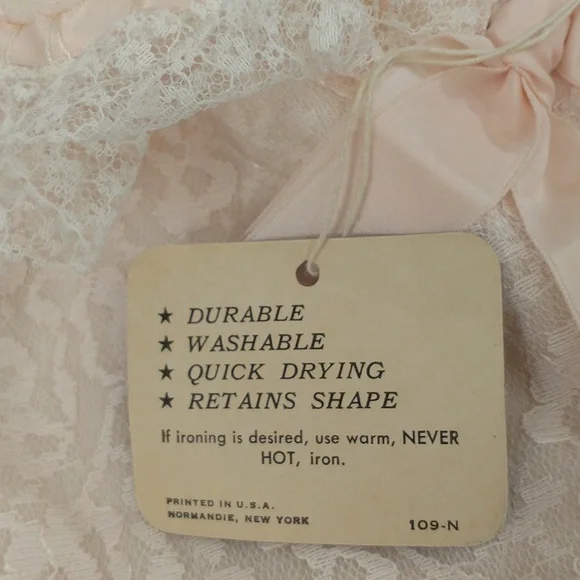 ★ DURABLE
★ WASHABLE
★ QUICK DRYING
★ RETAINS SHAPE
If ironing is desired, use warm, NEVER
HOT, iron.
PRINTED IN U.S.A.
NORMANDIE, NEW YORK
109-N